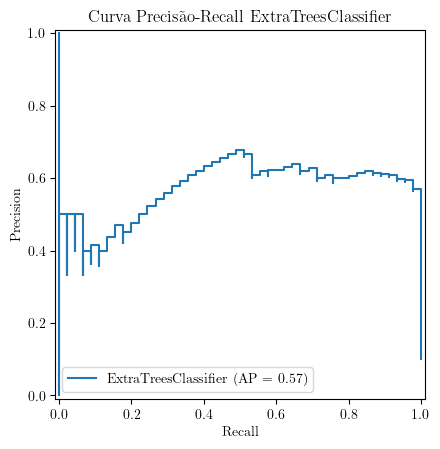 Curva Precisão-Recall ExtraTreesClassifier
1.0
0.8
0.6
0.4
0.2
0.0
Precision
ExtraTreesClassifier (AP = 0.57)
0.0 0.2 0.4 0.6 0.8 1.0
Recall